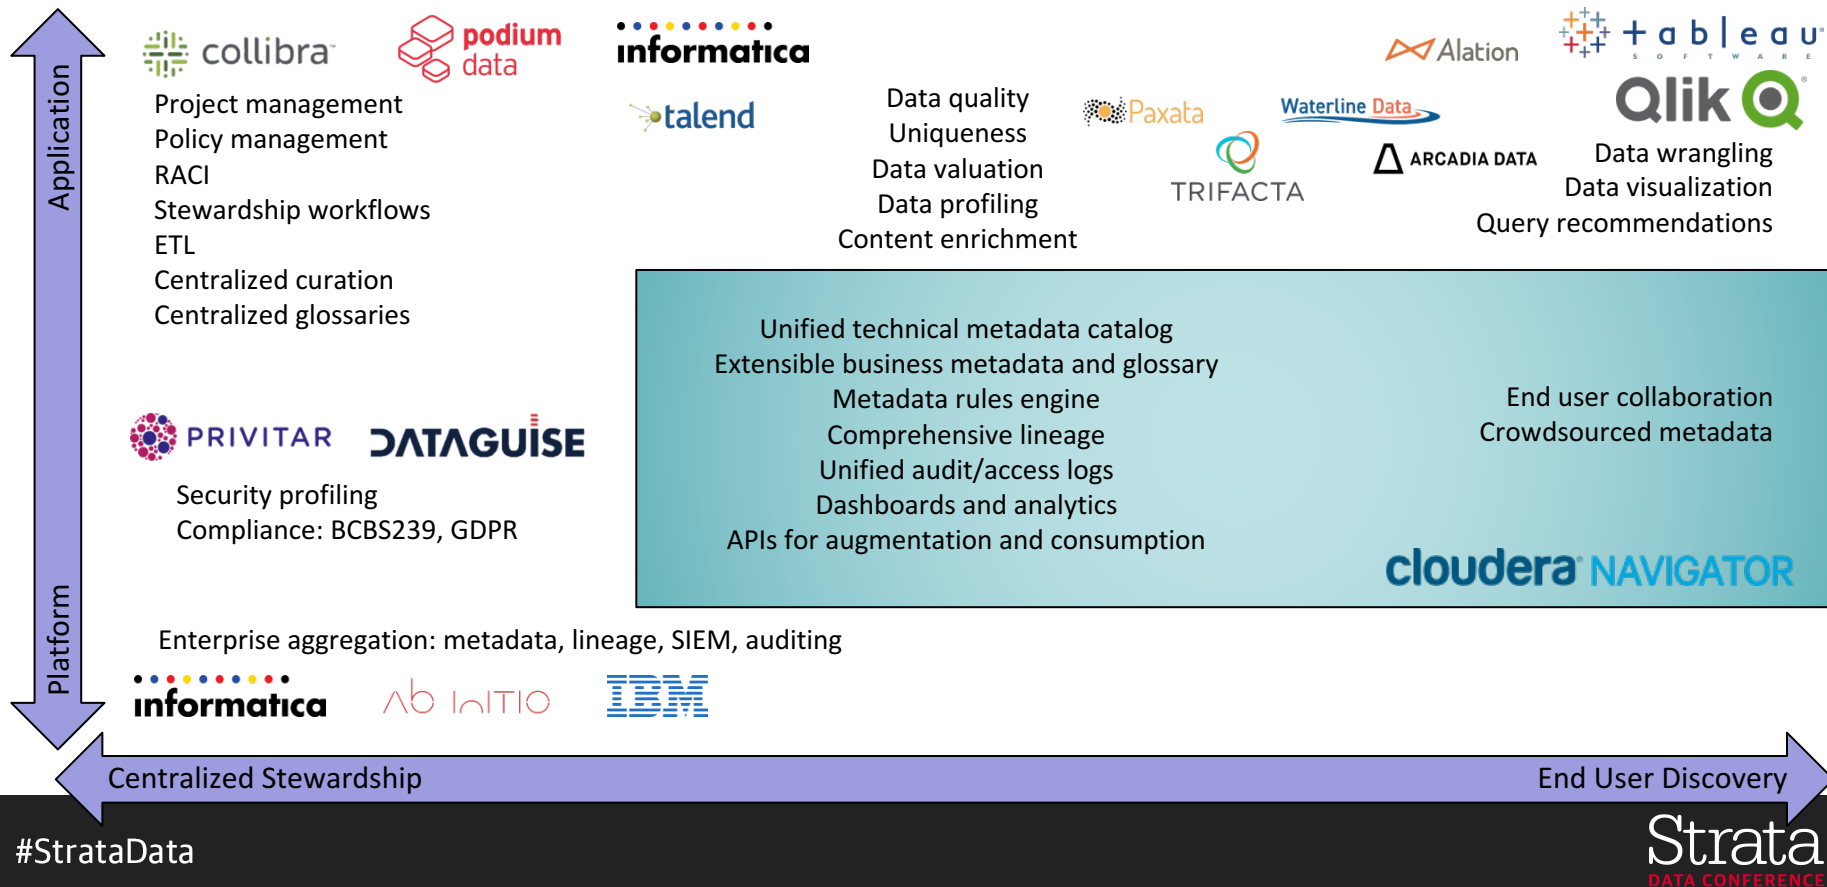 Application
Platform
collibra
podium
data
informatica
talend
Project management
Policy management
RACI
Stewardship workflows
ETL
Centralized curation
Centralized glossaries
Data quality
Uniqueness
Data valuation
Data profiling
Content enrichment
Paxata
TRIFACTA
Alation
Waterline Data
ARCADIA DATA
+ableau
SOFTWARE
Qlik
Data wrangling
Data visualization
Query recommendations
PRIVITAR
DATAGUISE
Security profiling
Compliance: BCBS239, GDPR
Unified technical metadata catalog
Extensible business metadata and glossary
Metadata rules engine
Comprehensive lineage
Unified audit/access logs
Dashboards and analytics
APIs for augmentation and consumption
End user collaboration
Crowdsourced metadata
cloudera NAVIGATOR
Enterprise aggregation: metadata, lineage, SIEM, auditing
informatica
Ab InITIO
IBM
Centralized Stewardship
End User Discovery
#StrataData
Strata
DATA CONFERENCE